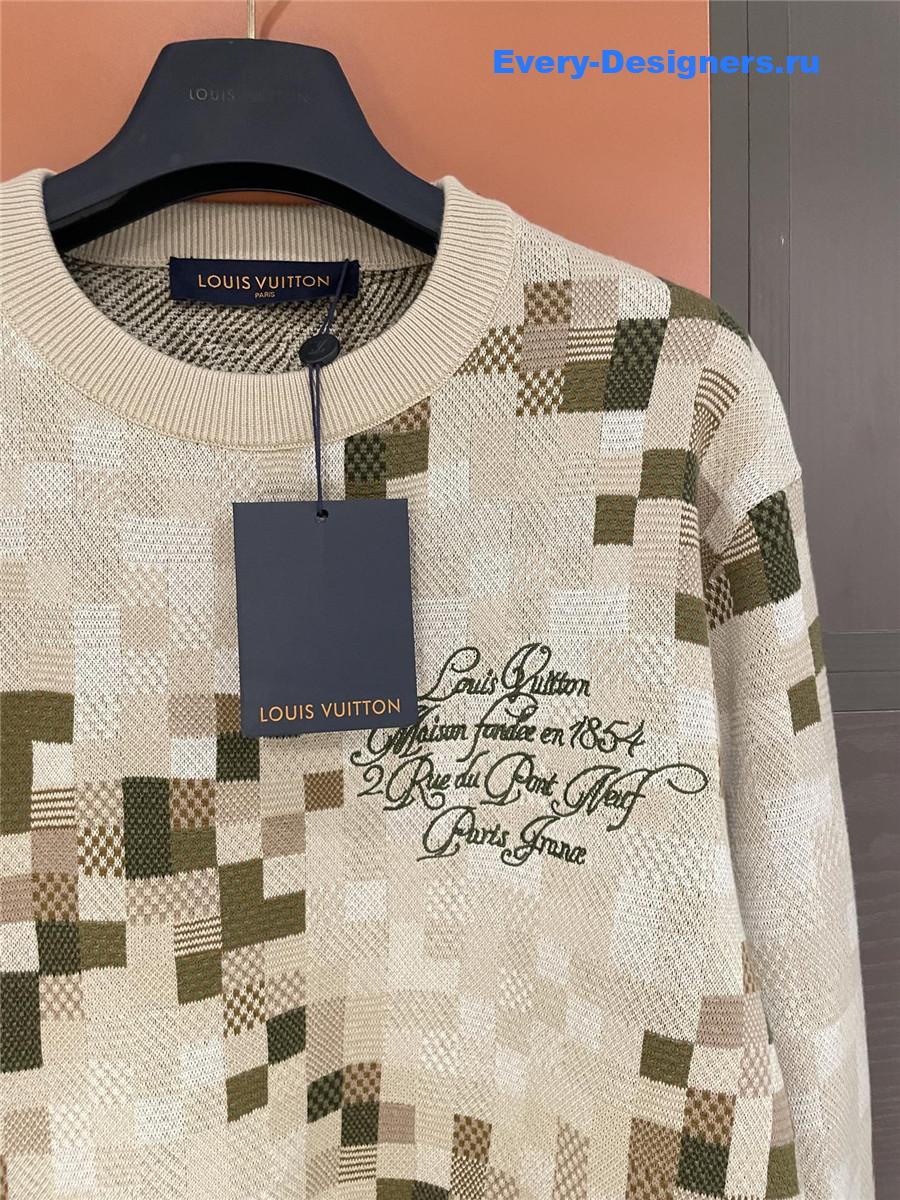 Every-Designers.ru
LOUIS VUITTON
LOUIS VUITTON
PARIS
LOUIS VUITTON
Louis Vuitton
Maison fondée en 1854
2 Rue du Pont Neuf
Paris, France